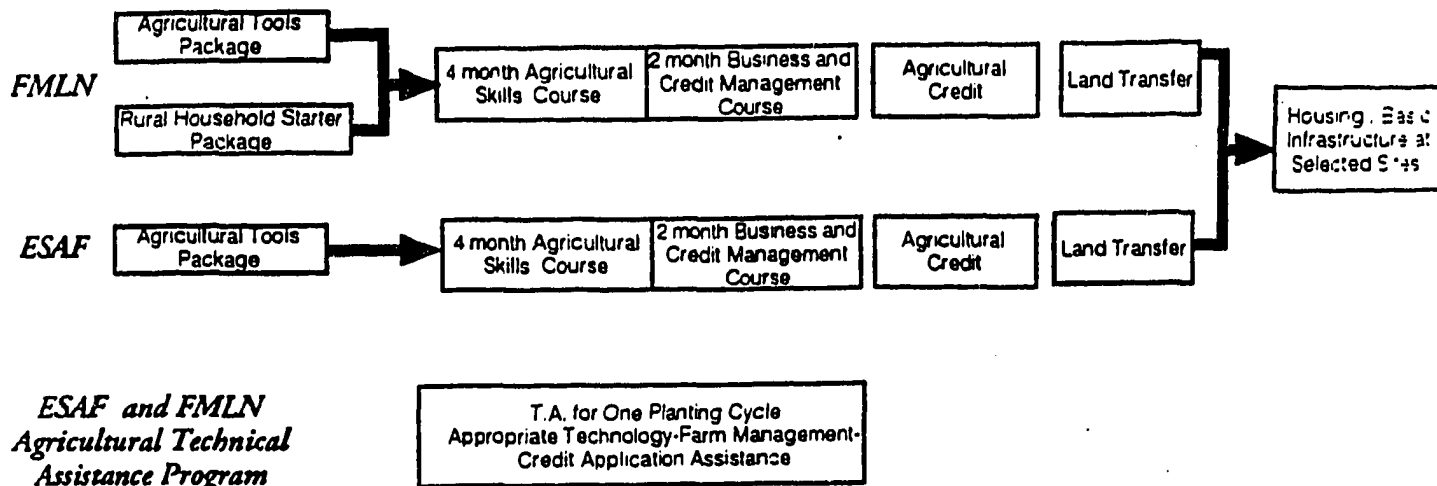 FMLN
Agricultural Tools
Package
Rural Household Starter
Package
4 month Agricultural
Skills Course
2 month Business and
Credit Management
Course
Agricultural
Credit
Land Transfer
Housing, Basic
Infrastructure at
Selected Sites
ESAF
Agricultural Tools
Package
4 month Agricultural
Skills Course
2 month Business and
Credit Management
Course
Agricultural
Credit
Land Transfer
ESAF and FMLN
Agricultural Technical
Assistance Program
T.A. for One Planting Cycle
Appropriate Technology-Farm Management-
Credit Application Assistance